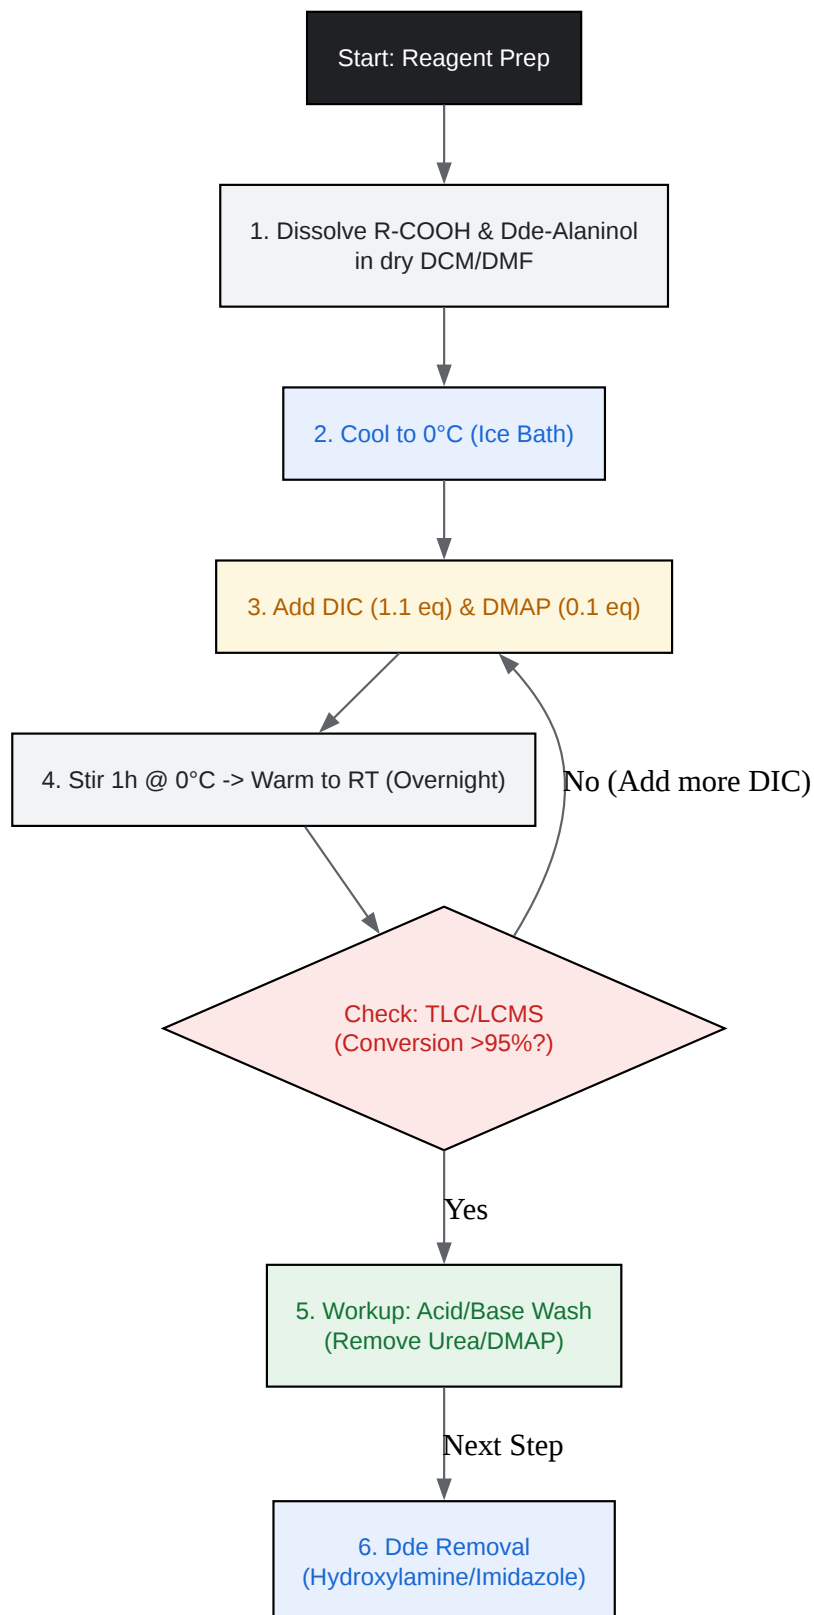 Start: Reagent Prep
1. Dissolve R-COOH & Dde-Alaninol
in dry DCM/DMF
2. Cool to 0°C (Ice Bath)
3. Add DIC (1.1 eq) & DMAP (0.1 eq)
4. Stir 1h @ 0°C -> Warm to RT (Overnight)
No (Add more DIC)
Check: TLC/LCMS
(Conversion >95%?)
Yes
5. Workup: Acid/Base Wash
(Remove Urea/DMAP)
Next Step
6. Dde Removal
(Hydroxylamine/Imidazole)